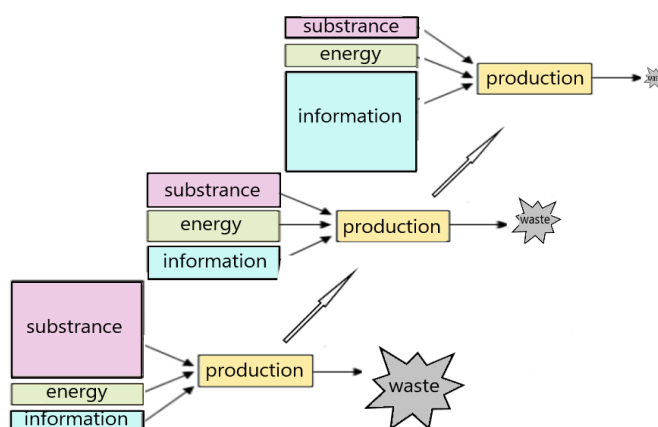 substrance
energy
information
production
substrance
energy
information
production
waste
substrance
energy
information
production
waste